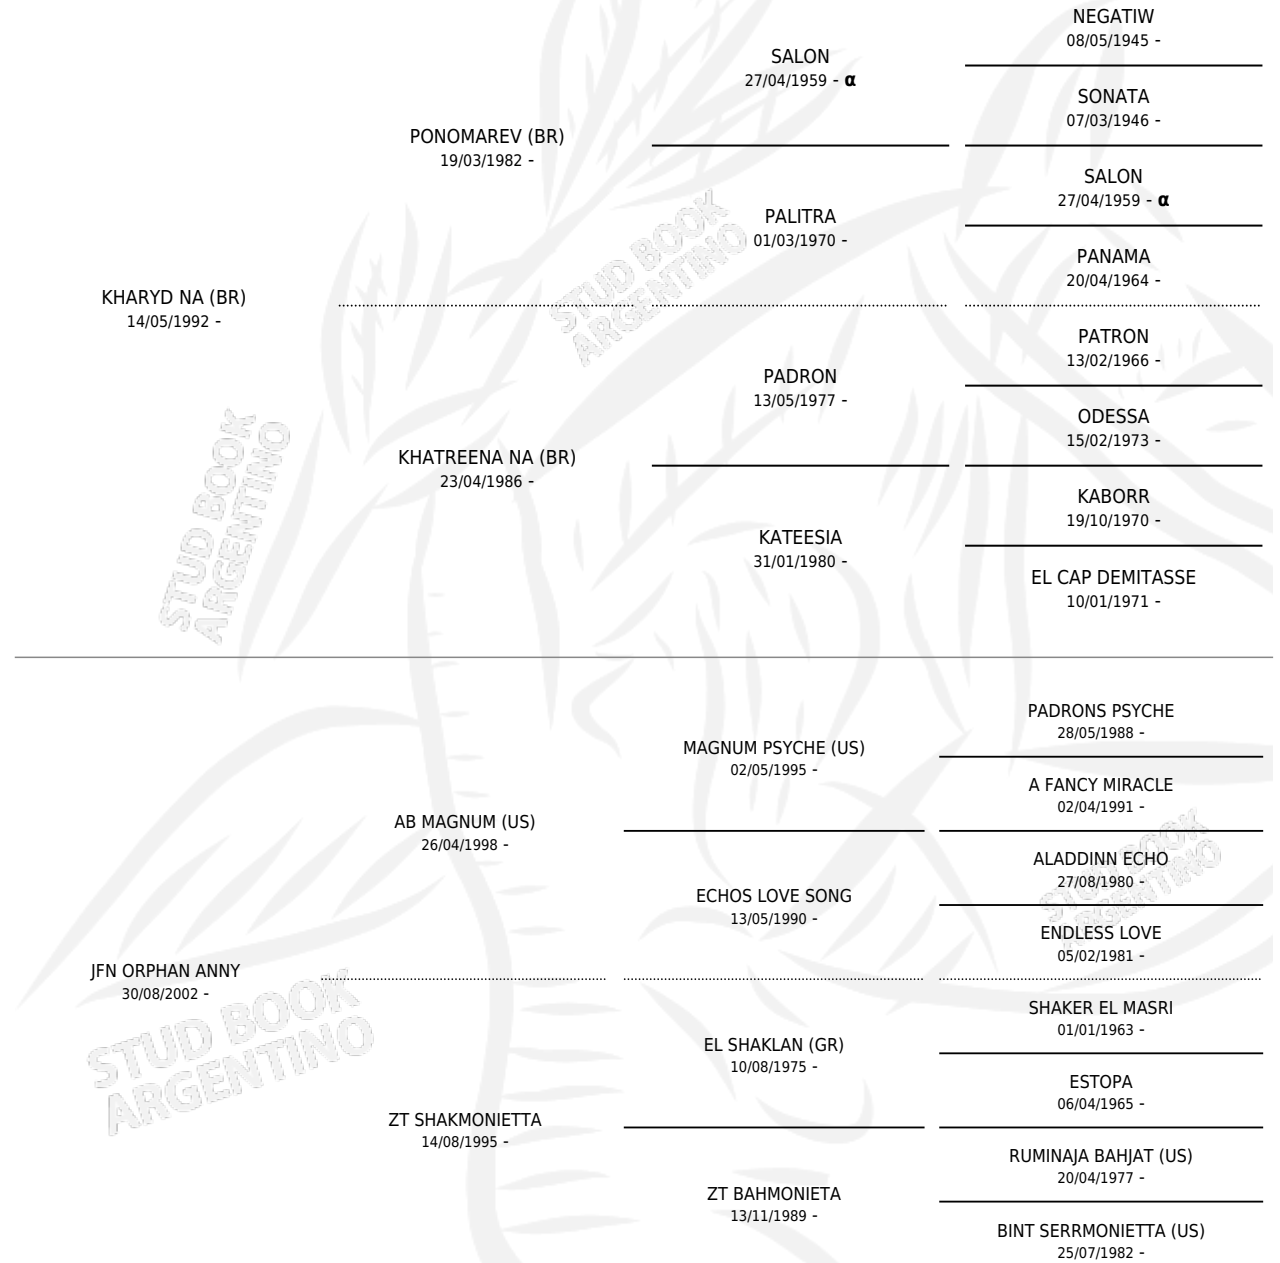 NEGATIW
08/05/1945 -
SALON
27/04/1959 - α
SONATA
07/03/1946 -
PONOMAREV (BR)
19/03/1982 -
SALON
27/04/1959 - α
PALITRA
01/03/1970 -
PANAMA
20/04/1964 -
KHARYD NA (BR)
14/05/1992 -
PATRON
13/02/1966 -
PADRON
13/05/1977 -
ODESSA
15/02/1973 -
KHATREENA NA (BR)
23/04/1986 -
KABORR
19/10/1970 -
KATEESIA
31/01/1980 -
EL CAP DEMITASSE
10/01/1971 -
PADRONS PSYCHE
28/05/1988 -
MAGNUM PSYCHE (US)
02/05/1995 -
A FANCY MIRACLE
02/04/1991 -
AB MAGNUM (US)
26/04/1998 -
ALADDINN ECHO
27/08/1980 -
ECHOS LOVE SONG
13/05/1990 -
ENDLESS LOVE
05/02/1981 -
JFN ORPHAN ANNY
30/08/2002 -
SHAKER EL MASRI
01/01/1963 -
EL SHAKLAN (GR)
10/08/1975 -
ESTOPA
06/04/1965 -
ZT SHAKMONIETTA
14/08/1995 -
RUMINAJA BAHJAT (US)
20/04/1977 -
ZT BAHMONIETA
13/11/1989 -
BINT SERRMONIETTA (US)
25/07/1982 -
STUD BOOK
ARGENTINO
STUD BOOK
ARGENTINO
STUD BOOK
ARGENTINO
STUD BOOK
ARGENTINO